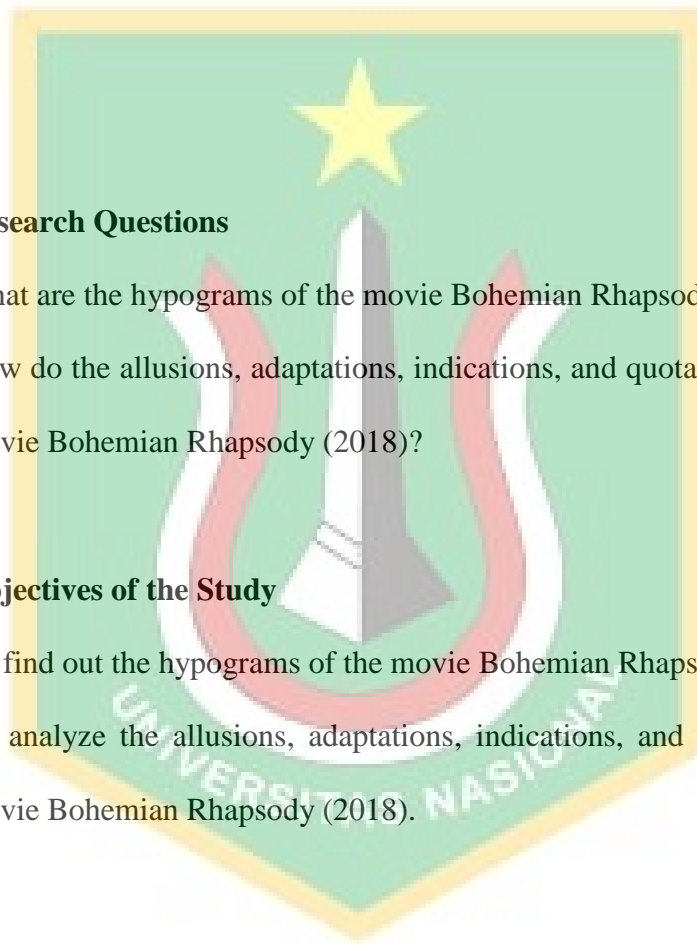 search Questions
hat are the hypograms of the movie Bohemian Rhapsod
w do the allusions, adaptations, indications, and quota
vie Bohemian Rhapsody (2018)?
jectives of the Study
find out the hypograms of the movie Bohemian Rhaps
analyze the allusions, adaptations, indications, and
vie Bohemian Rhapsody (2018).
UNIVERSITAS NASIONAL